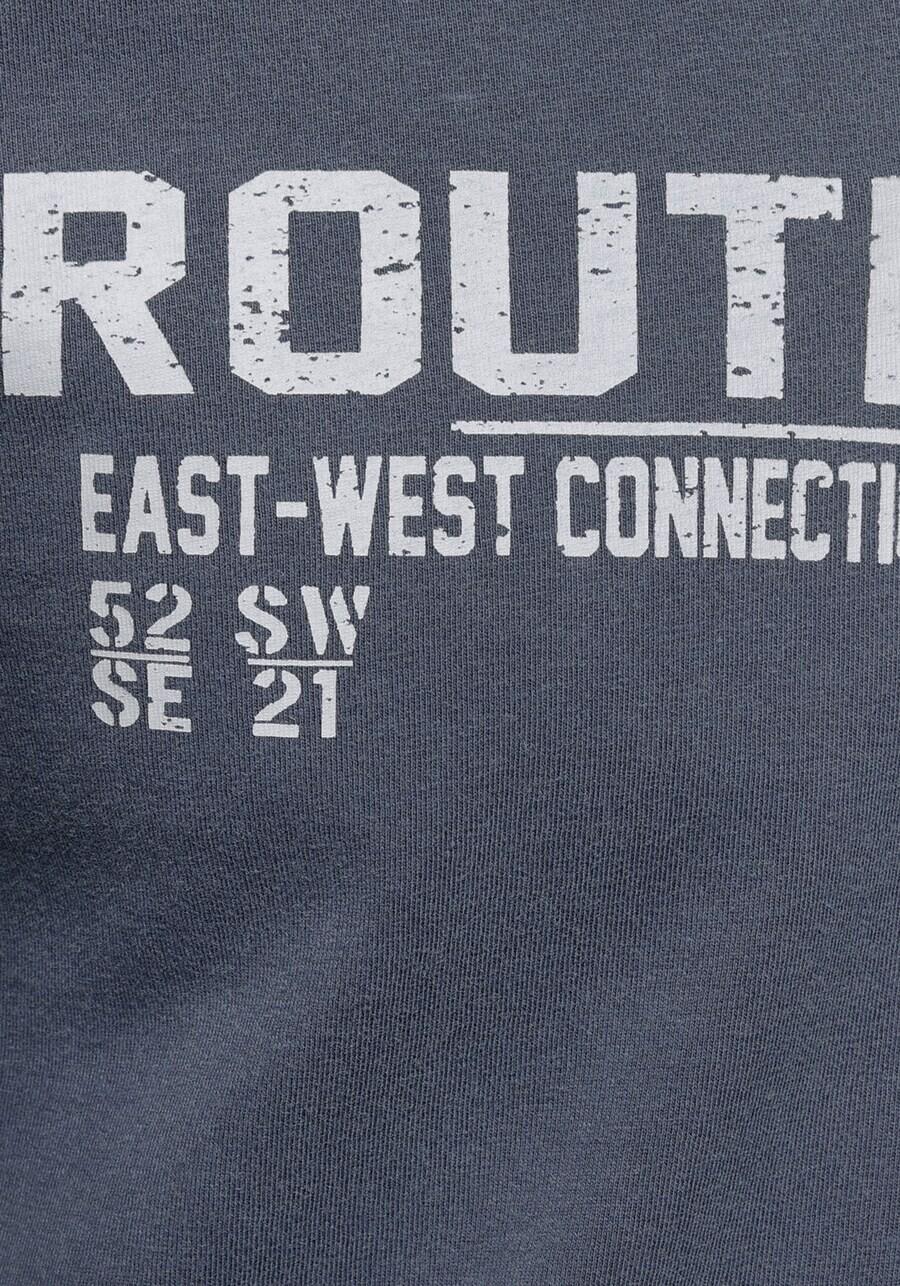 ROUT
EAST-WEST CONNECTI
52 SW
SE 21